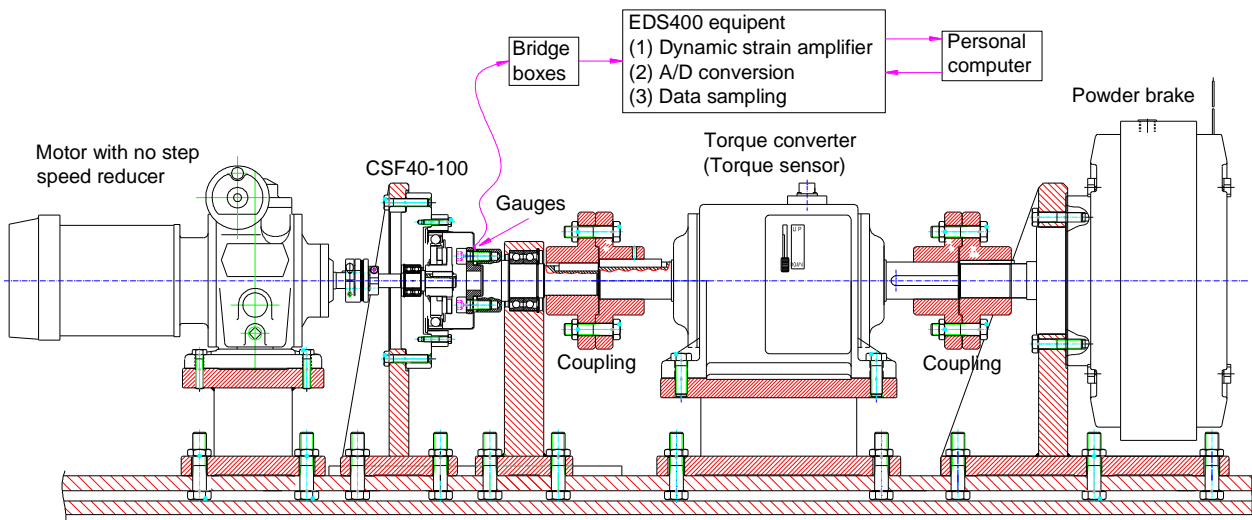 EDS400 equipent
(1) Dynamic strain amplifier
(2) A/D conversion
(3) Data sampling
Bridge
boxes
Personal
computer
Powder brake
Motor with no step
speed reducer
CSF40-100
Torque converter
(Torque sensor)
Gauges
U P
Coupling
Coupling